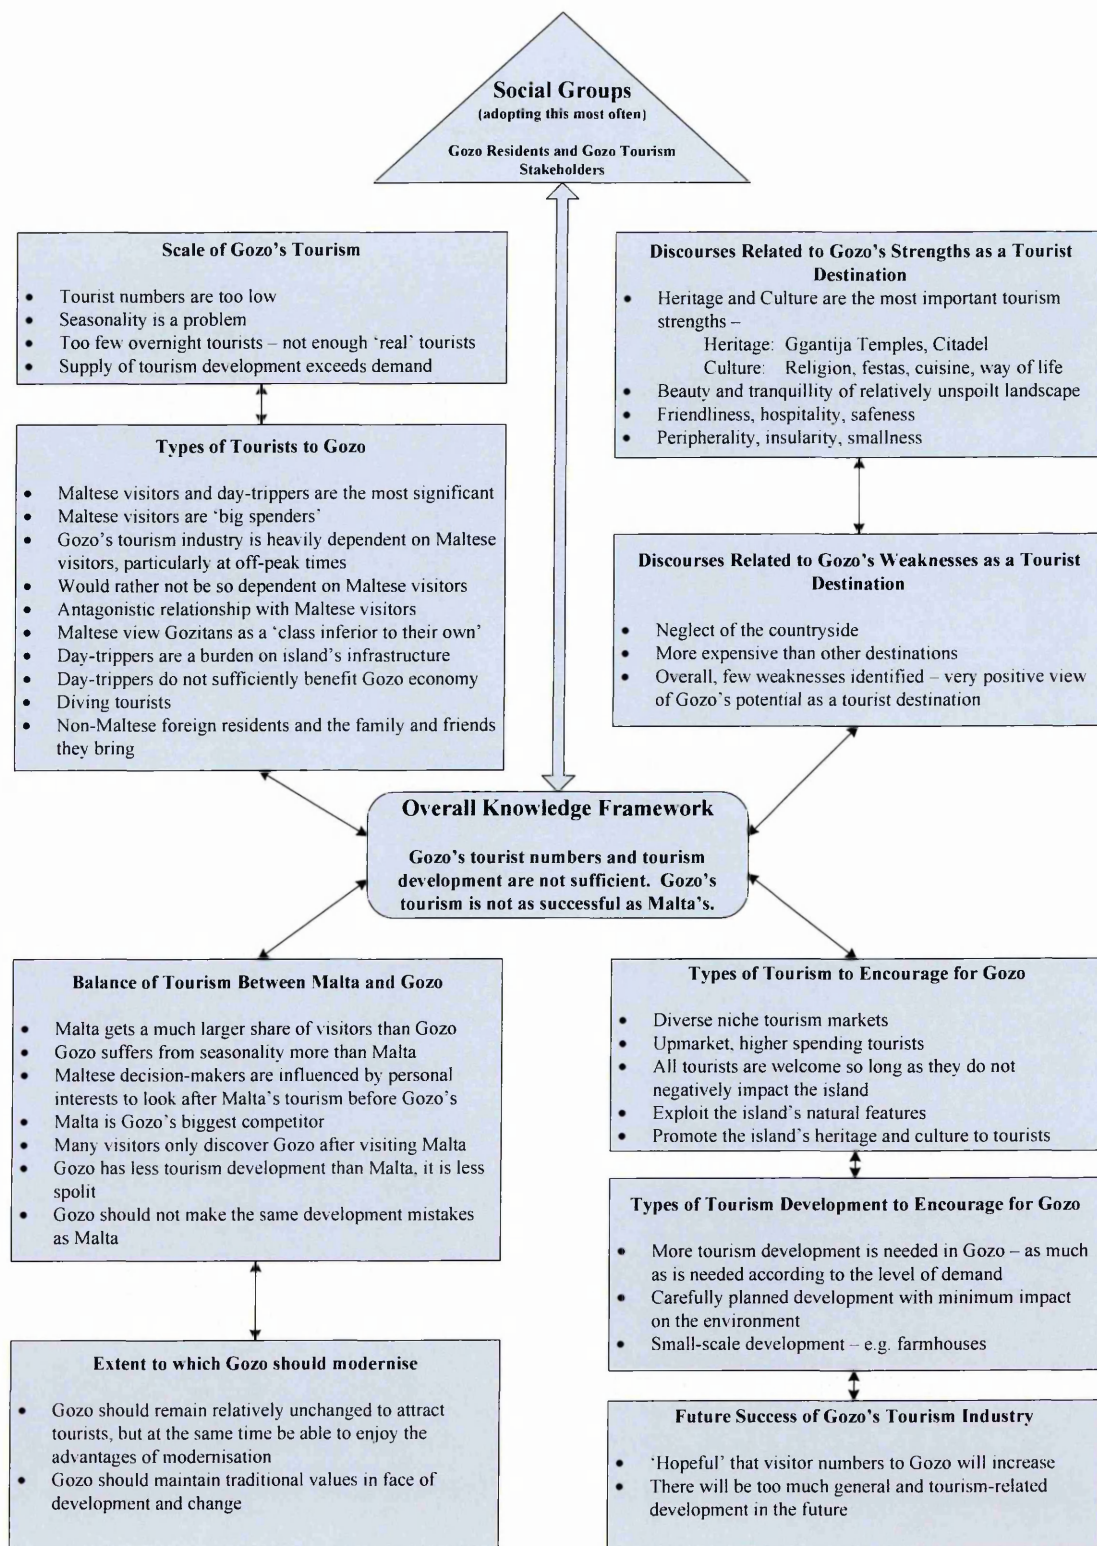 Social Groups
(adopting this most often)
Gozo Residents and Gozo Tourism
Stakeholders
Scale of Gozo's Tourism
• Tourist numbers are too low
• Seasonality is a problem
• Too few overnight tourists – not enough 'real' tourists
• Supply of tourism development exceeds demand
Types of Tourists to Gozo
• Maltese visitors and day-trippers are the most significant
• Maltese visitors are 'big spenders'
• Gozo's tourism industry is heavily dependent on Maltese
visitors, particularly at off-peak times
• Would rather not be so dependent on Maltese visitors
• Antagonistic relationship with Maltese visitors
• Maltese view Gozitans as a 'class inferior to their own'
• Day-trippers are a burden on island's infrastructure
• Day-trippers do not sufficiently benefit Gozo economy
• Diving tourists
• Non-Maltese foreign residents and the family and friends
they bring
Discourses Related to Gozo's Strengths as a Tourist
Destination
• Heritage and Culture are the most important tourism
strengths –
Heritage: Ggantija Temples, Citadel
Culture: Religion, festas, cuisine, way of life
• Beauty and tranquillity of relatively unspoilt landscape
• Friendliness, hospitality, safeness
• Peripherality, insularity, smallness
Discourses Related to Gozo's Weaknesses as a Tourist
Destination
• Neglect of the countryside
• More expensive than other destinations
• Overall, few weaknesses identified – very positive view
of Gozo's potential as a tourist destination
Overall Knowledge Framework
Gozo's tourist numbers and tourism
development are not sufficient. Gozo's
tourism is not as successful as Malta's.
Balance of Tourism Between Malta and Gozo
• Malta gets a much larger share of visitors than Gozo
• Gozo suffers from seasonality more than Malta
• Maltese decision-makers are influenced by personal
interests to look after Malta's tourism before Gozo's
• Malta is Gozo's biggest competitor
• Many visitors only discover Gozo after visiting Malta
• Gozo has less tourism development than Malta, it is less
spolit
• Gozo should not make the same development mistakes
as Malta
Extent to which Gozo should modernise
• Gozo should remain relatively unchanged to attract
tourists, but at the same time be able to enjoy the
advantages of modernisation
• Gozo should maintain traditional values in face of
development and change
Types of Tourism to Encourage for Gozo
• Diverse niche tourism markets
• Upmarket, higher spending tourists
• All tourists are welcome so long as they do not
negatively impact the island
• Exploit the island's natural features
• Promote the island's heritage and culture to tourists
Types of Tourism Development to Encourage for Gozo
• More tourism development is needed in Gozo – as much
as is needed according to the level of demand
• Carefully planned development with minimum impact
on the environment
• Small-scale development – e.g. farmhouses
Future Success of Gozo's Tourism Industry
• 'Hopeful' that visitor numbers to Gozo will increase
• There will be too much general and tourism-related
development in the future